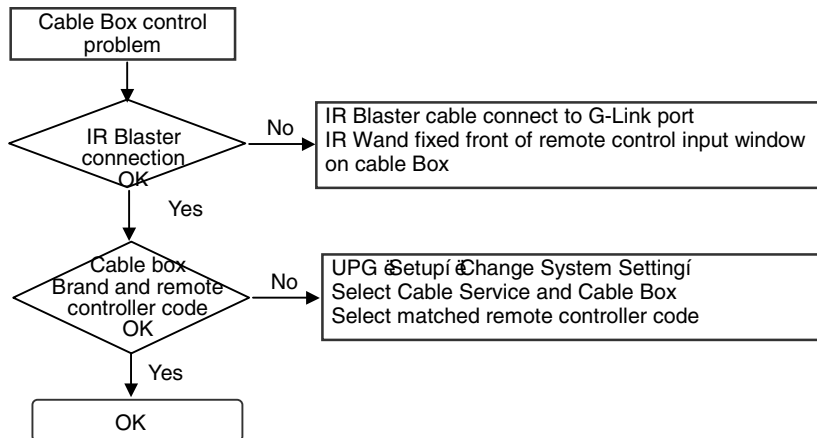 Cable Box control
problem
IR Blaster
connection
OK
No
IR Blaster cable connect to G-Link port
IR Wand fixed front of remote control input window
on cable Box
Yes
Cable box
Brand and remote
controller code
OK
No
UPG ëSetupí ëChange System Settingí
Select Cable Service and Cable Box
Select matched remote controller code
Yes
OK